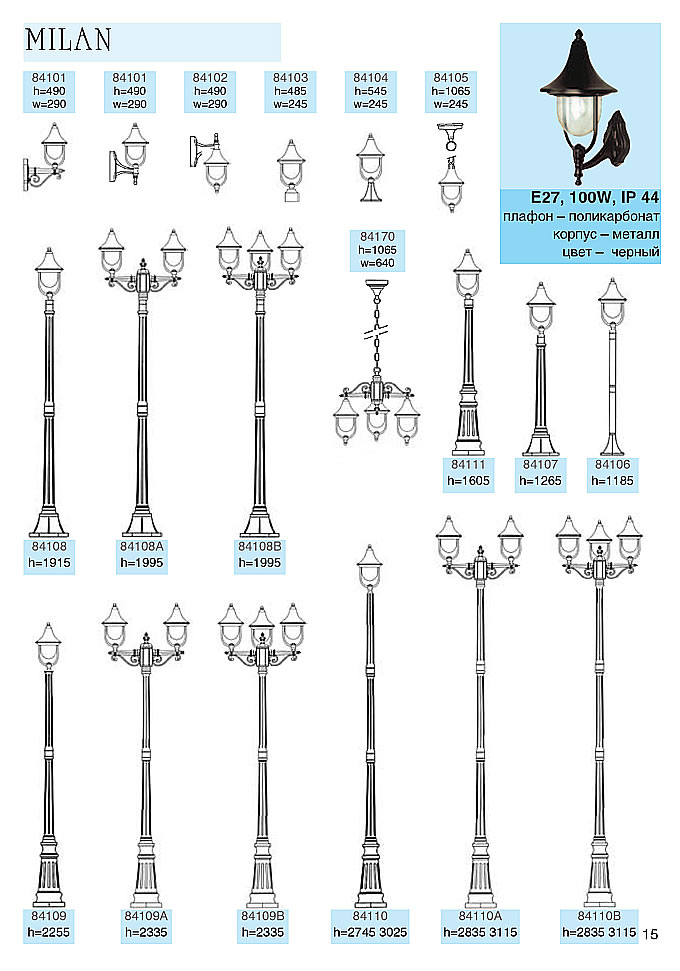 MILAN
84101
h=490
w=290
84101
h=490
w=290
84102
h=490
w=290
84103
h=485
w=245
84104
h=545
w=245
84105
h=1065
w=245
E27, 100W, IP 44
плафон – поликарбонат
корпус – металл
цвет – черный
84170
h=1065
w=640
84111
h=1605
84107
h=1265
84106
h=1185
84108
h=1915
84108A
h=1995
84108B
h=1995
84109
h=2255
84109A
h=2335
84109B
h=2335
84110
h=2745 3025
84110A
h=2835 3115
84110B
h=2835 3115
15